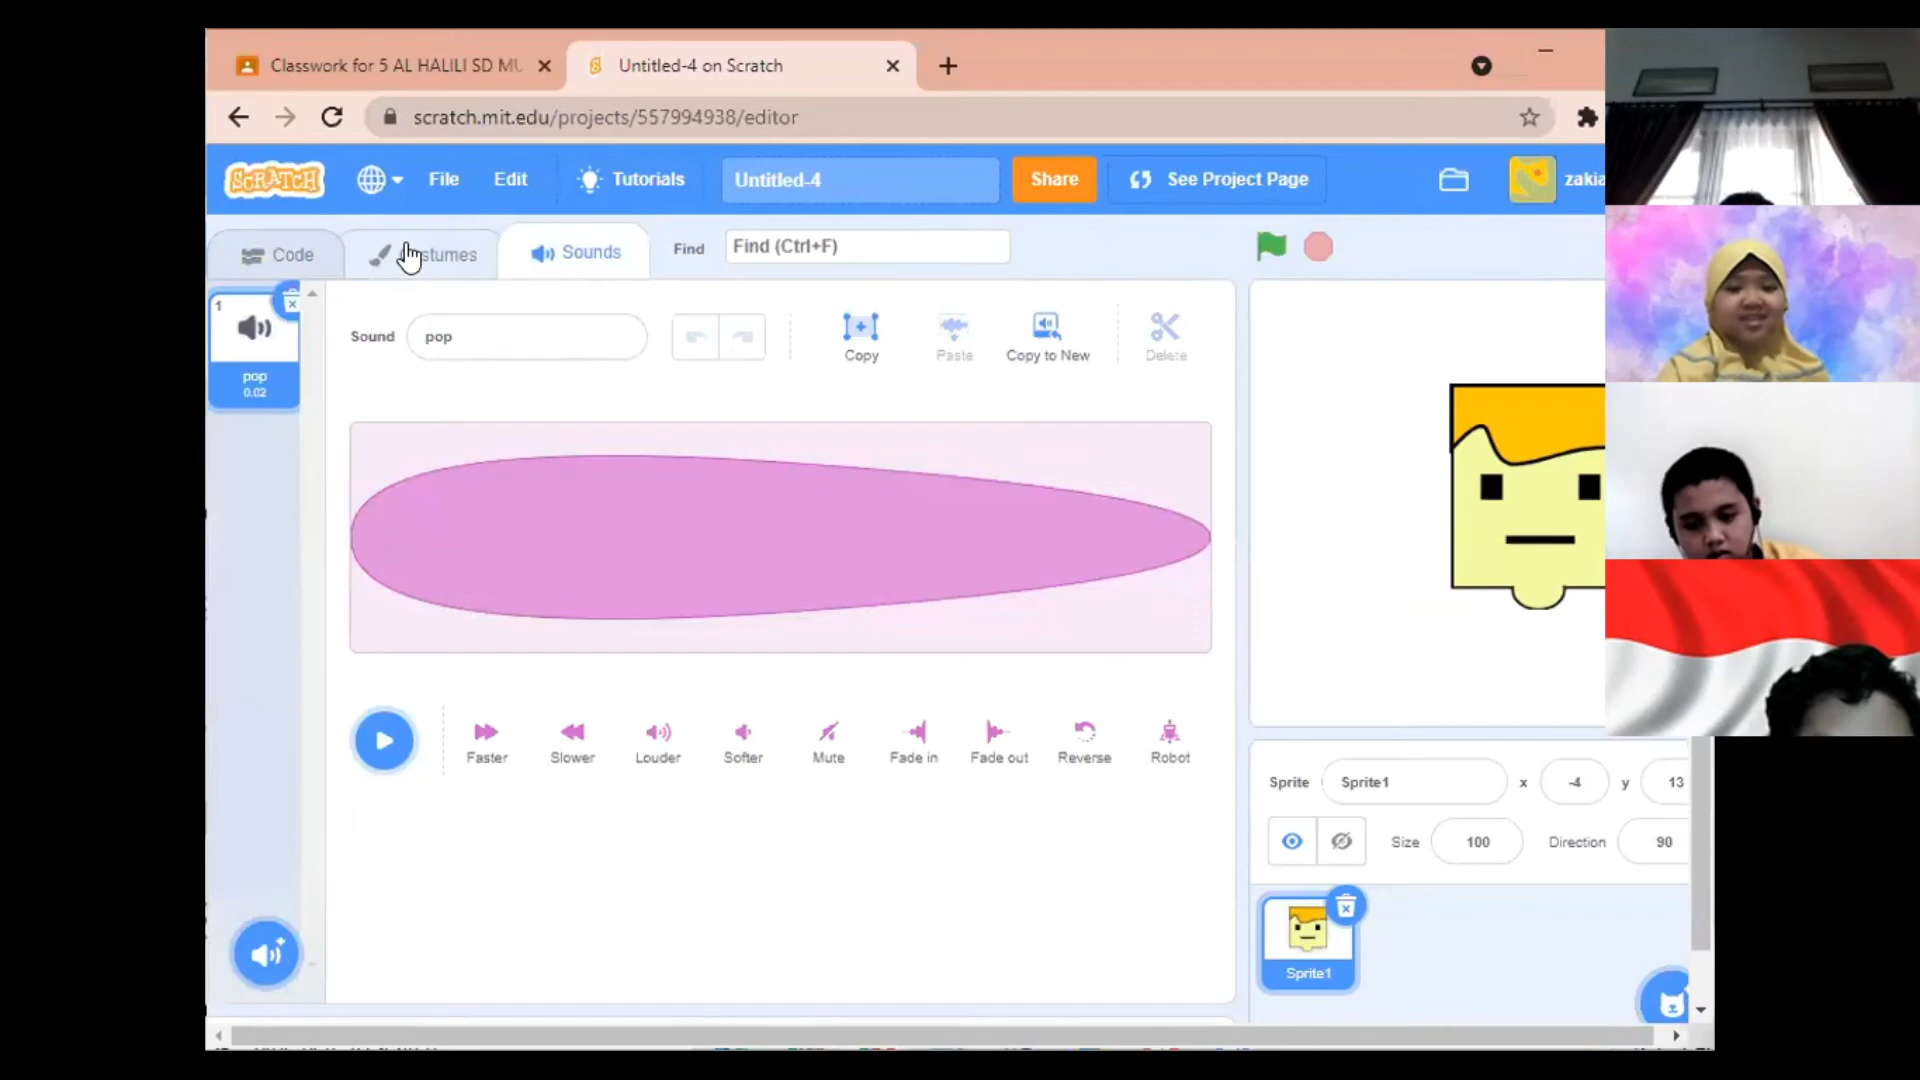 Classwork for 5 AL HALILI SD MU
Untitled-4 on Scratch
scratch.mit.edu/projects/557994938/editor
SCRATCH
File
Edit
Tutorials
Untitled-4
Share
See Project Page
zakia
Code
stumes
Sounds
Find
Find (Ctrl+F)
1
pop
0.02
Sound
pop
Copy
Paste
Copy to New
Delete
Faster
Slower
Louder
Softer
Mute
Fade in
Fade out
Reverse
Robot
Sprite
Sprite1
x
-4
y
13
Size
100
Direction
90
Sprite1